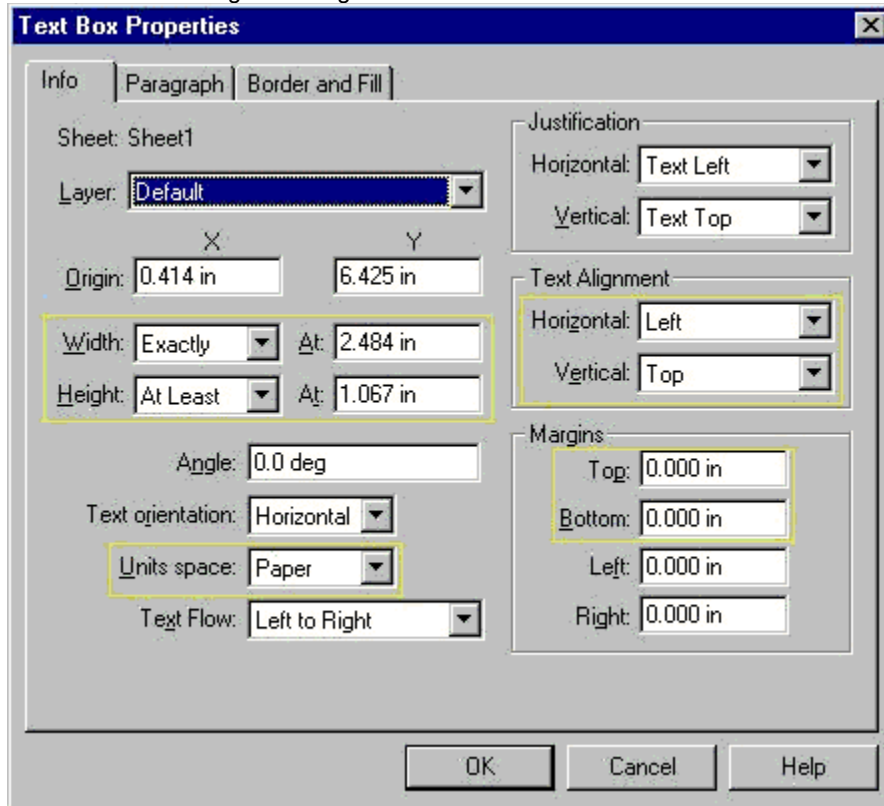 Text Box Properties
Info Paragraph Border and Fill
Sheet: Sheet1
Layer: Default
X Y
Origin: 0.414 in 6.425 in
Width: Exactly At: 2.484 in
Height: At Least At: 1.067 in
Angle: 0.0 deg
Text orientation: Horizontal
Units space: Paper
Text Flow: Left to Right
Justification
Horizontal: Text Left
Vertical: Text Top
Text Alignment
Horizontal: Left
Vertical: Top
Margins
Top: 0.000 in
Bottom: 0.000 in
Left: 0.000 in
Right: 0.000 in
OK Cancel Help